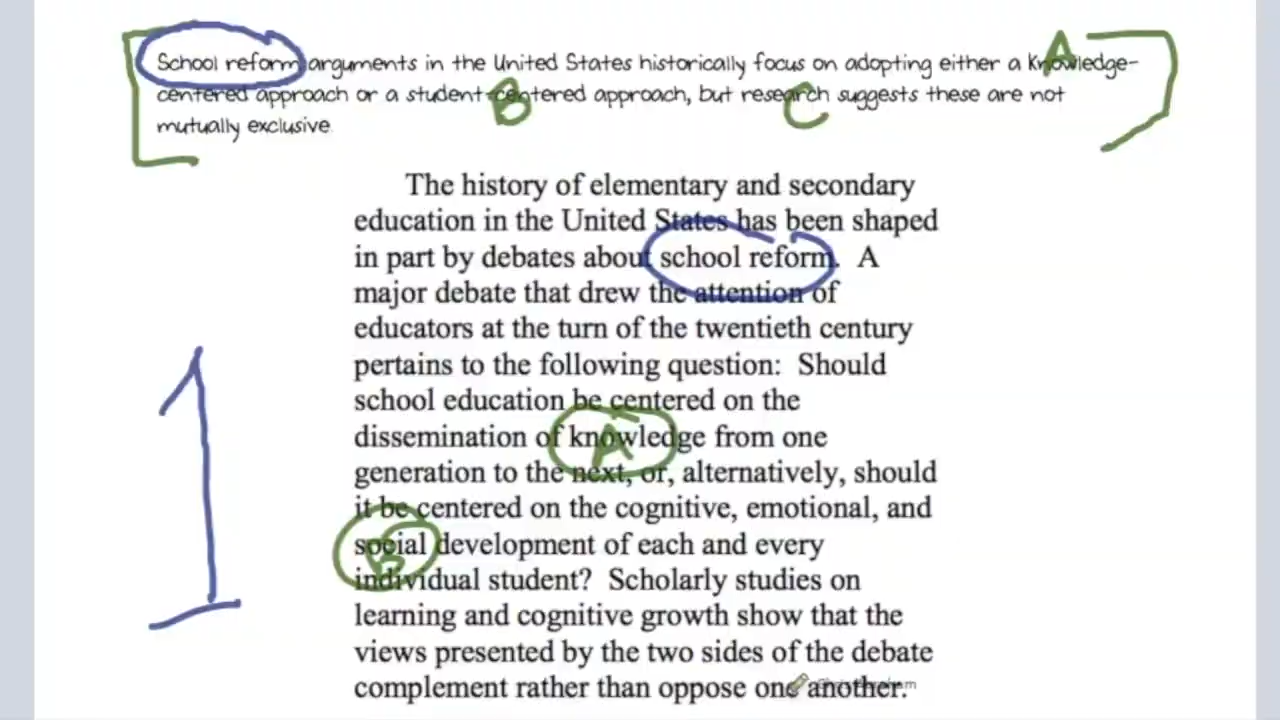 School reform arguments in the United States historically focus on adopting either a knowledge-
A
centered approach or a student-centered approach, but research suggests these are not
B C
mutually exclusive.
The history of elementary and secondary
education in the United States has been shaped
in part by debates about school reform. A
major debate that drew the attention of
educators at the turn of the twentieth century
pertains to the following question: Should
school education be centered on the
dissemination of knowledge from one
A
generation to the next, or, alternatively, should
it be centered on the cognitive, emotional, and
social development of each and every
B
individual student? Scholarly studies on
learning and cognitive growth show that the
views presented by the two sides of the debate
complement rather than oppose one another.
1